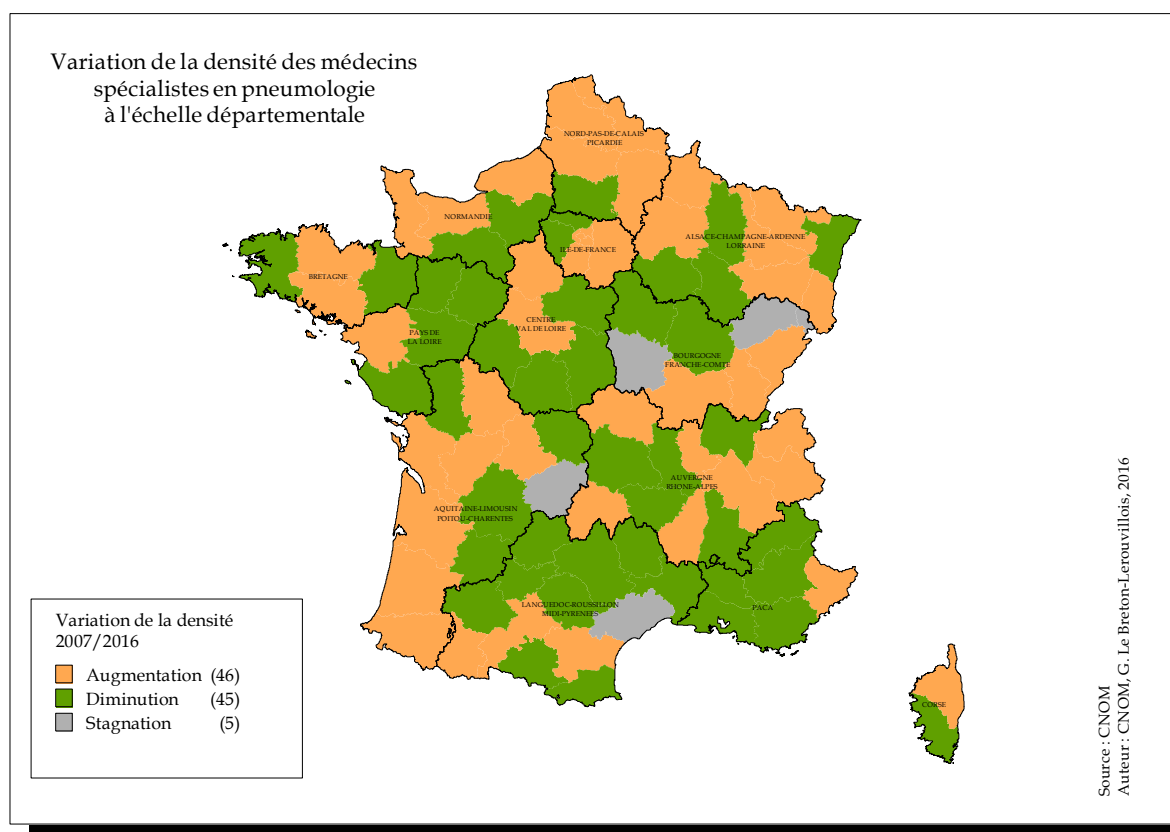 Variation de la densité des médecins
spécialistes en pneumologie
à l'échelle départementale
NORD-PAS-DE-CALAIS
PICARDIE
NORMANDIE
ILE-DE-FRANCE
ALSACE-CHAMPAGNE-ARDENNE
LORRAINE
BRETAGNE
PAYS DE
LA LOIRE
CENTRE
VAL DE LOIRE
BOURGOGNE
FRANCHE-COMTE
AQUITAINE-LIMOUSIN
POITOU-CHARENTES
AUVERGNE
RHONE-ALPES
LANGUEDOC-ROUSSILLON
MIDI-PYRENEES
PACA
CORSE
Variation de la densité
2007/2016
Augmentation (46)
Diminution (45)
Stagnation (5)
Source : CNOM
Auteur : CNOM, G. Le Breton-Lerouvillois, 2016